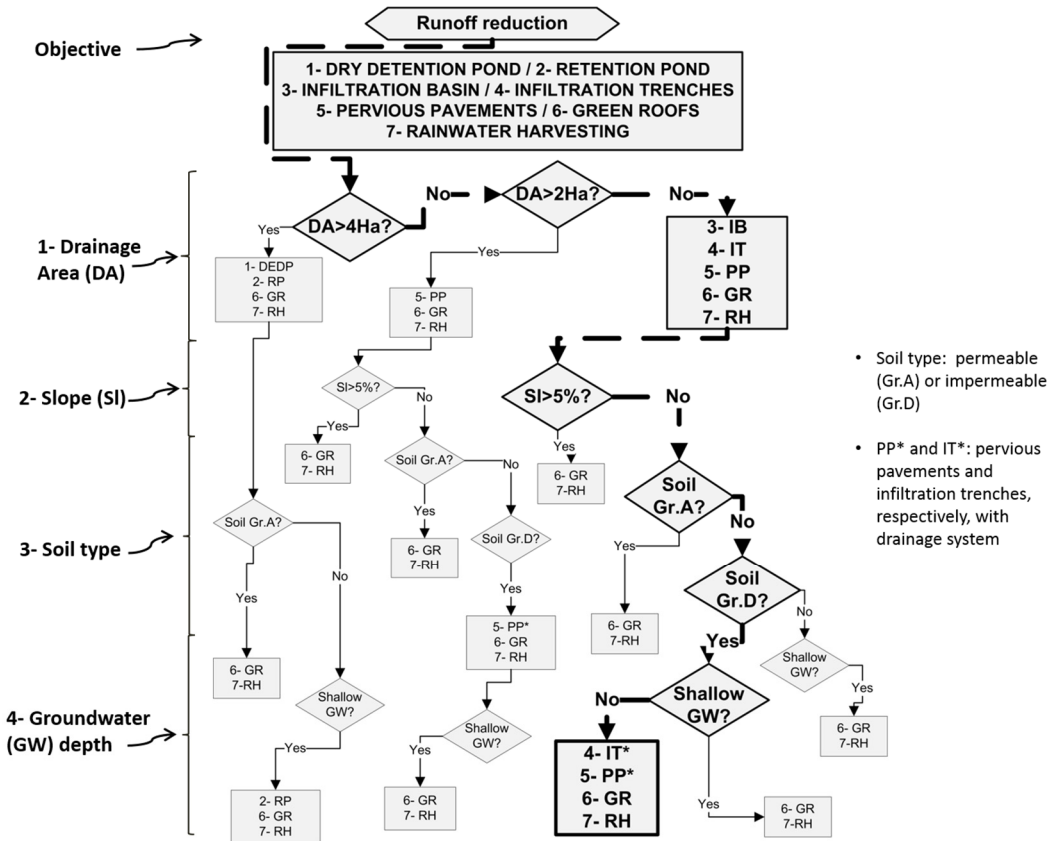 Runoff reduction
Objective
1- DRY DETENTION POND / 2- RETENTION POND
3- INFILTRATION BASIN / 4- INFILTRATION TRENCHES
5- PERVIOUS PAVEMENTS / 6- GREEN ROOFS
7- RAINWATER HARVESTING
1- Drainage
Area (DA)
DA>4Ha?
No
DA>2Ha?
No
Yes
1- DEDP
2- RP
6- GR
7- RH
Yes
5- PP
6- GR
7- RH
3- IB
4- IT
5- PP
6- GR
7- RH
2- Slope (Sl)
Sl>5%?
No
Yes
6- GR
7- RH
Sl>5%?
No
Yes
6- GR
7-RH
3- Soil type
Soil Gr.A?
Yes
No
6- GR
7-RH
Soil Gr.A?
No
Yes
6- GR
7-RH
Soil Gr.D?
Yes
5- PP*
6- GR
7- RH
Soil
Gr.A?
No
Yes
6- GR
7-RH
Soil
Gr.D?
No
Yes
4- Groundwater
(GW) depth
Shallow
GW?
Yes
2- RP
6- GR
7- RH
Shallow
GW?
Yes
6- GR
7- RH
Shallow
GW?
No
Yes
4- IT*
5- PP*
6- GR
7- RH
6- GR
7-RH
Shallow
GW?
Yes
6- GR
7-RH
• Soil type: permeable
(Gr.A) or impermeable
(Gr.D)
• PP* and IT*: pervious
pavements and
infiltration trenches,
respectively, with
drainage system